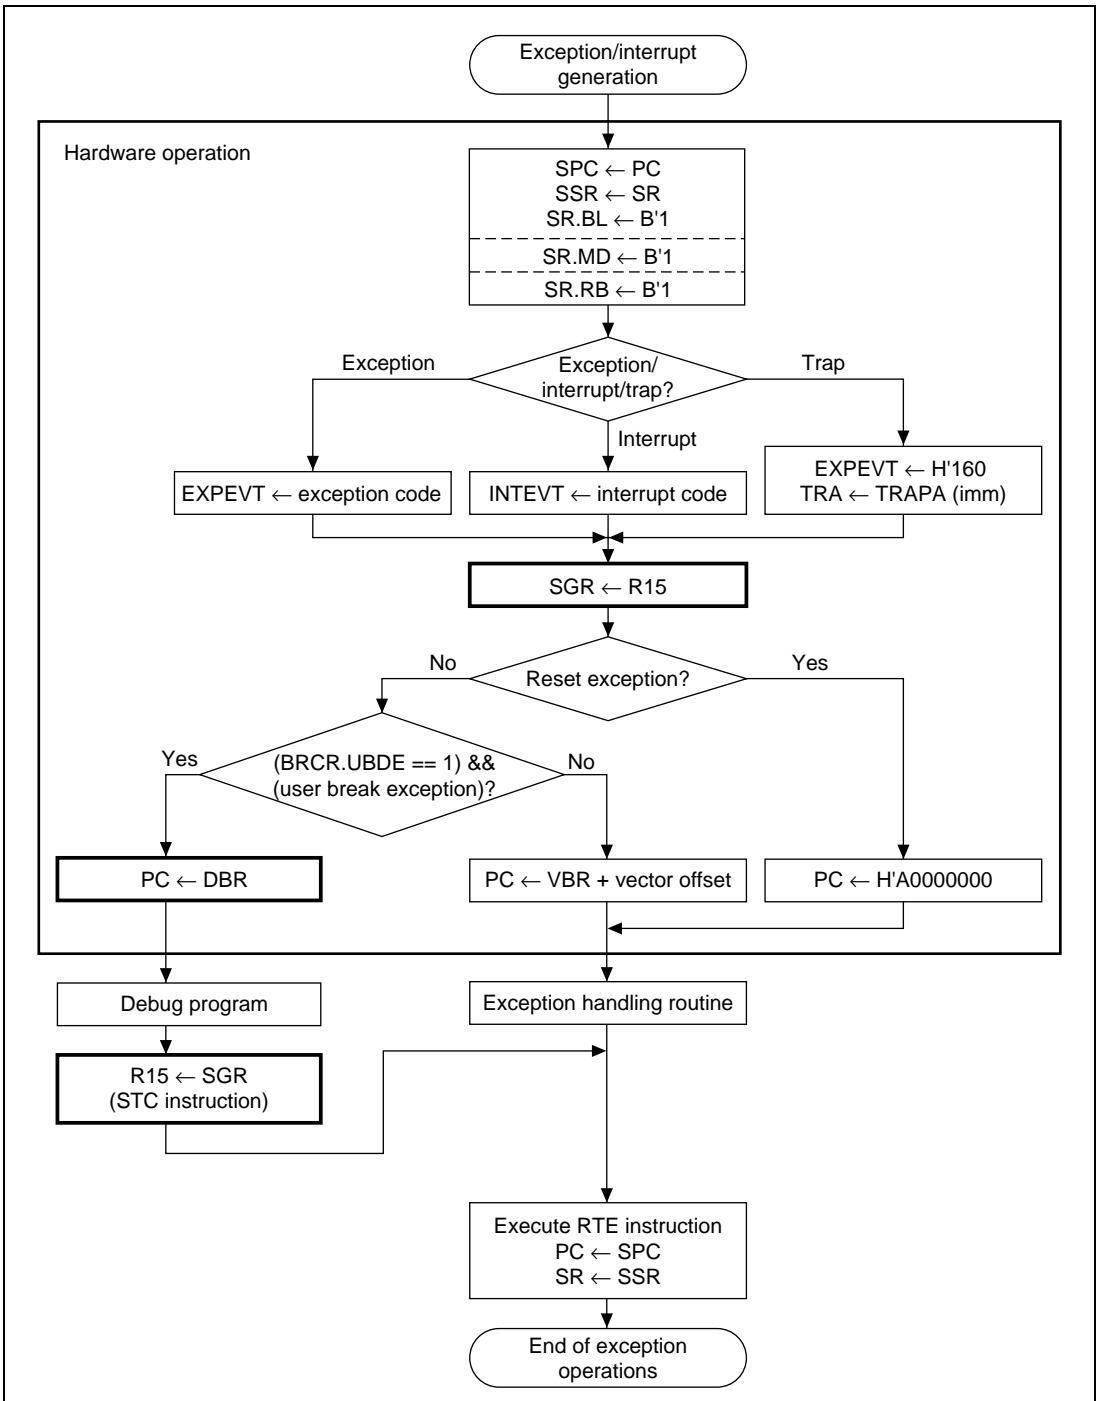 Exception/interrupt
generation
Hardware operation
SPC ← PC
SSR ← SR
SR.BL ← B'1
SR.MD ← B'1
SR.RB ← B'1
Exception
Exception/
interrupt/trap?
Trap
Interrupt
EXPEVT ← exception code
INTEVT ← interrupt code
EXPEVT ← H'160
TRA ← TRAPA (imm)
SGR ← R15
No
Reset exception?
Yes
Yes
(BRCR.UBDE == 1) &&
(user break exception)?
No
PC ← DBR
PC ← VBR + vector offset
PC ← H'A0000000
Debug program
Exception handling routine
R15 ← SGR
(STC instruction)
Execute RTE instruction
PC ← SPC
SR ← SSR
End of exception
operations